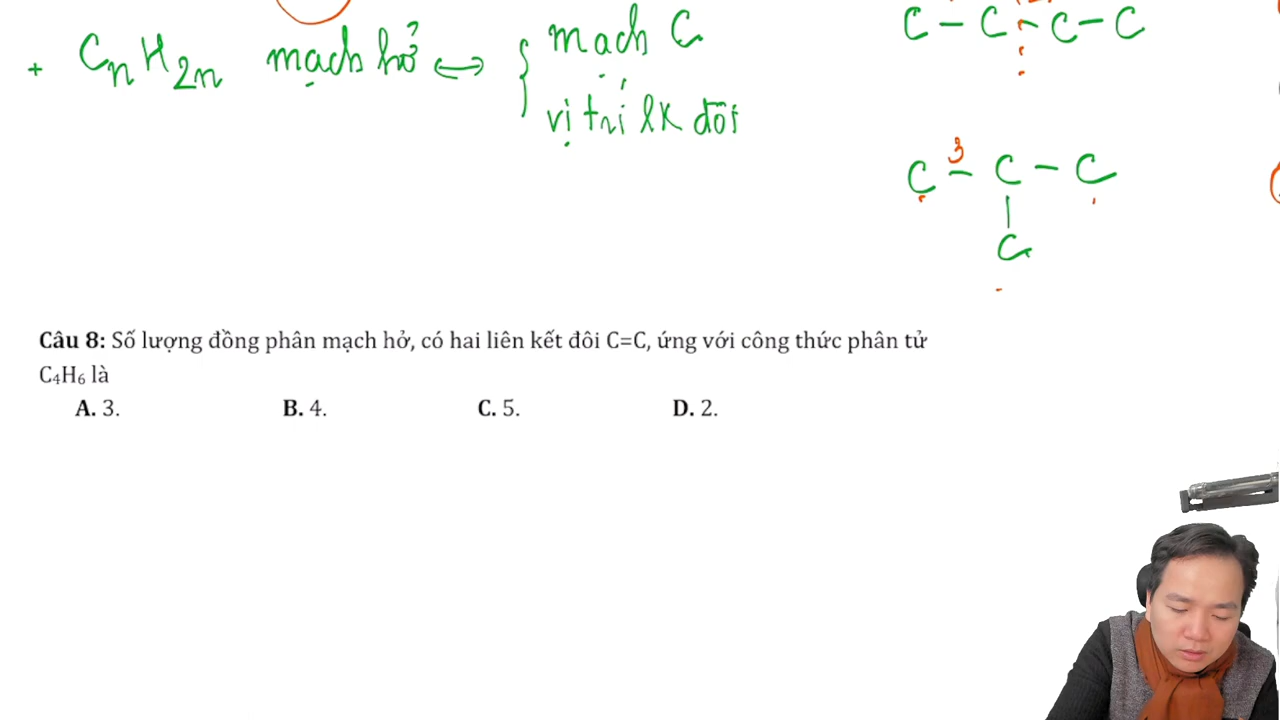 C – C – C – C
+ CnH2n mạch hở ⟷ { mạch C
vị trí lk đôi
3
C – C – C
|
C
Câu 8: Số lượng đồng phân mạch hở, có hai liên kết đôi C=C, ứng với công thức phân tử
C₄H₆ là
A. 3. B. 4. C. 5. D. 2.